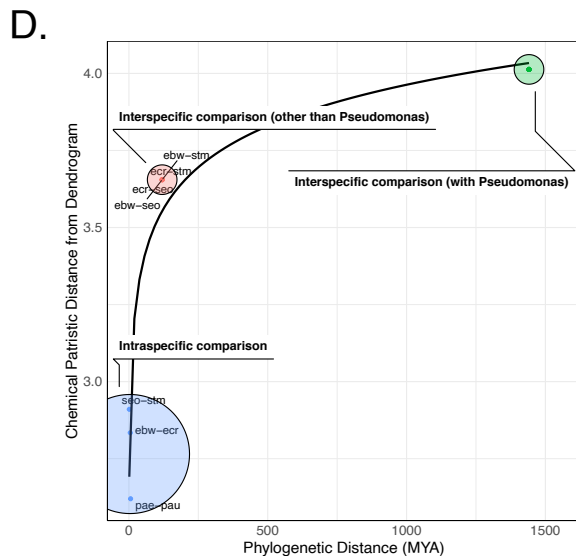 D.
4.0
Interspecific comparison (other than Pseudomonas)
ebw-stm
ecr-stm
ecr-seo
ebw-seo
Interspecific comparison (with Pseudomonas)
3.5
Chemical Patristic Distance from Dendrogram
Intraspecific comparison
3.0
seo-stm
ebw-ecr
pae-pau
0 500 1000 1500
Phylogenetic Distance (MYA)